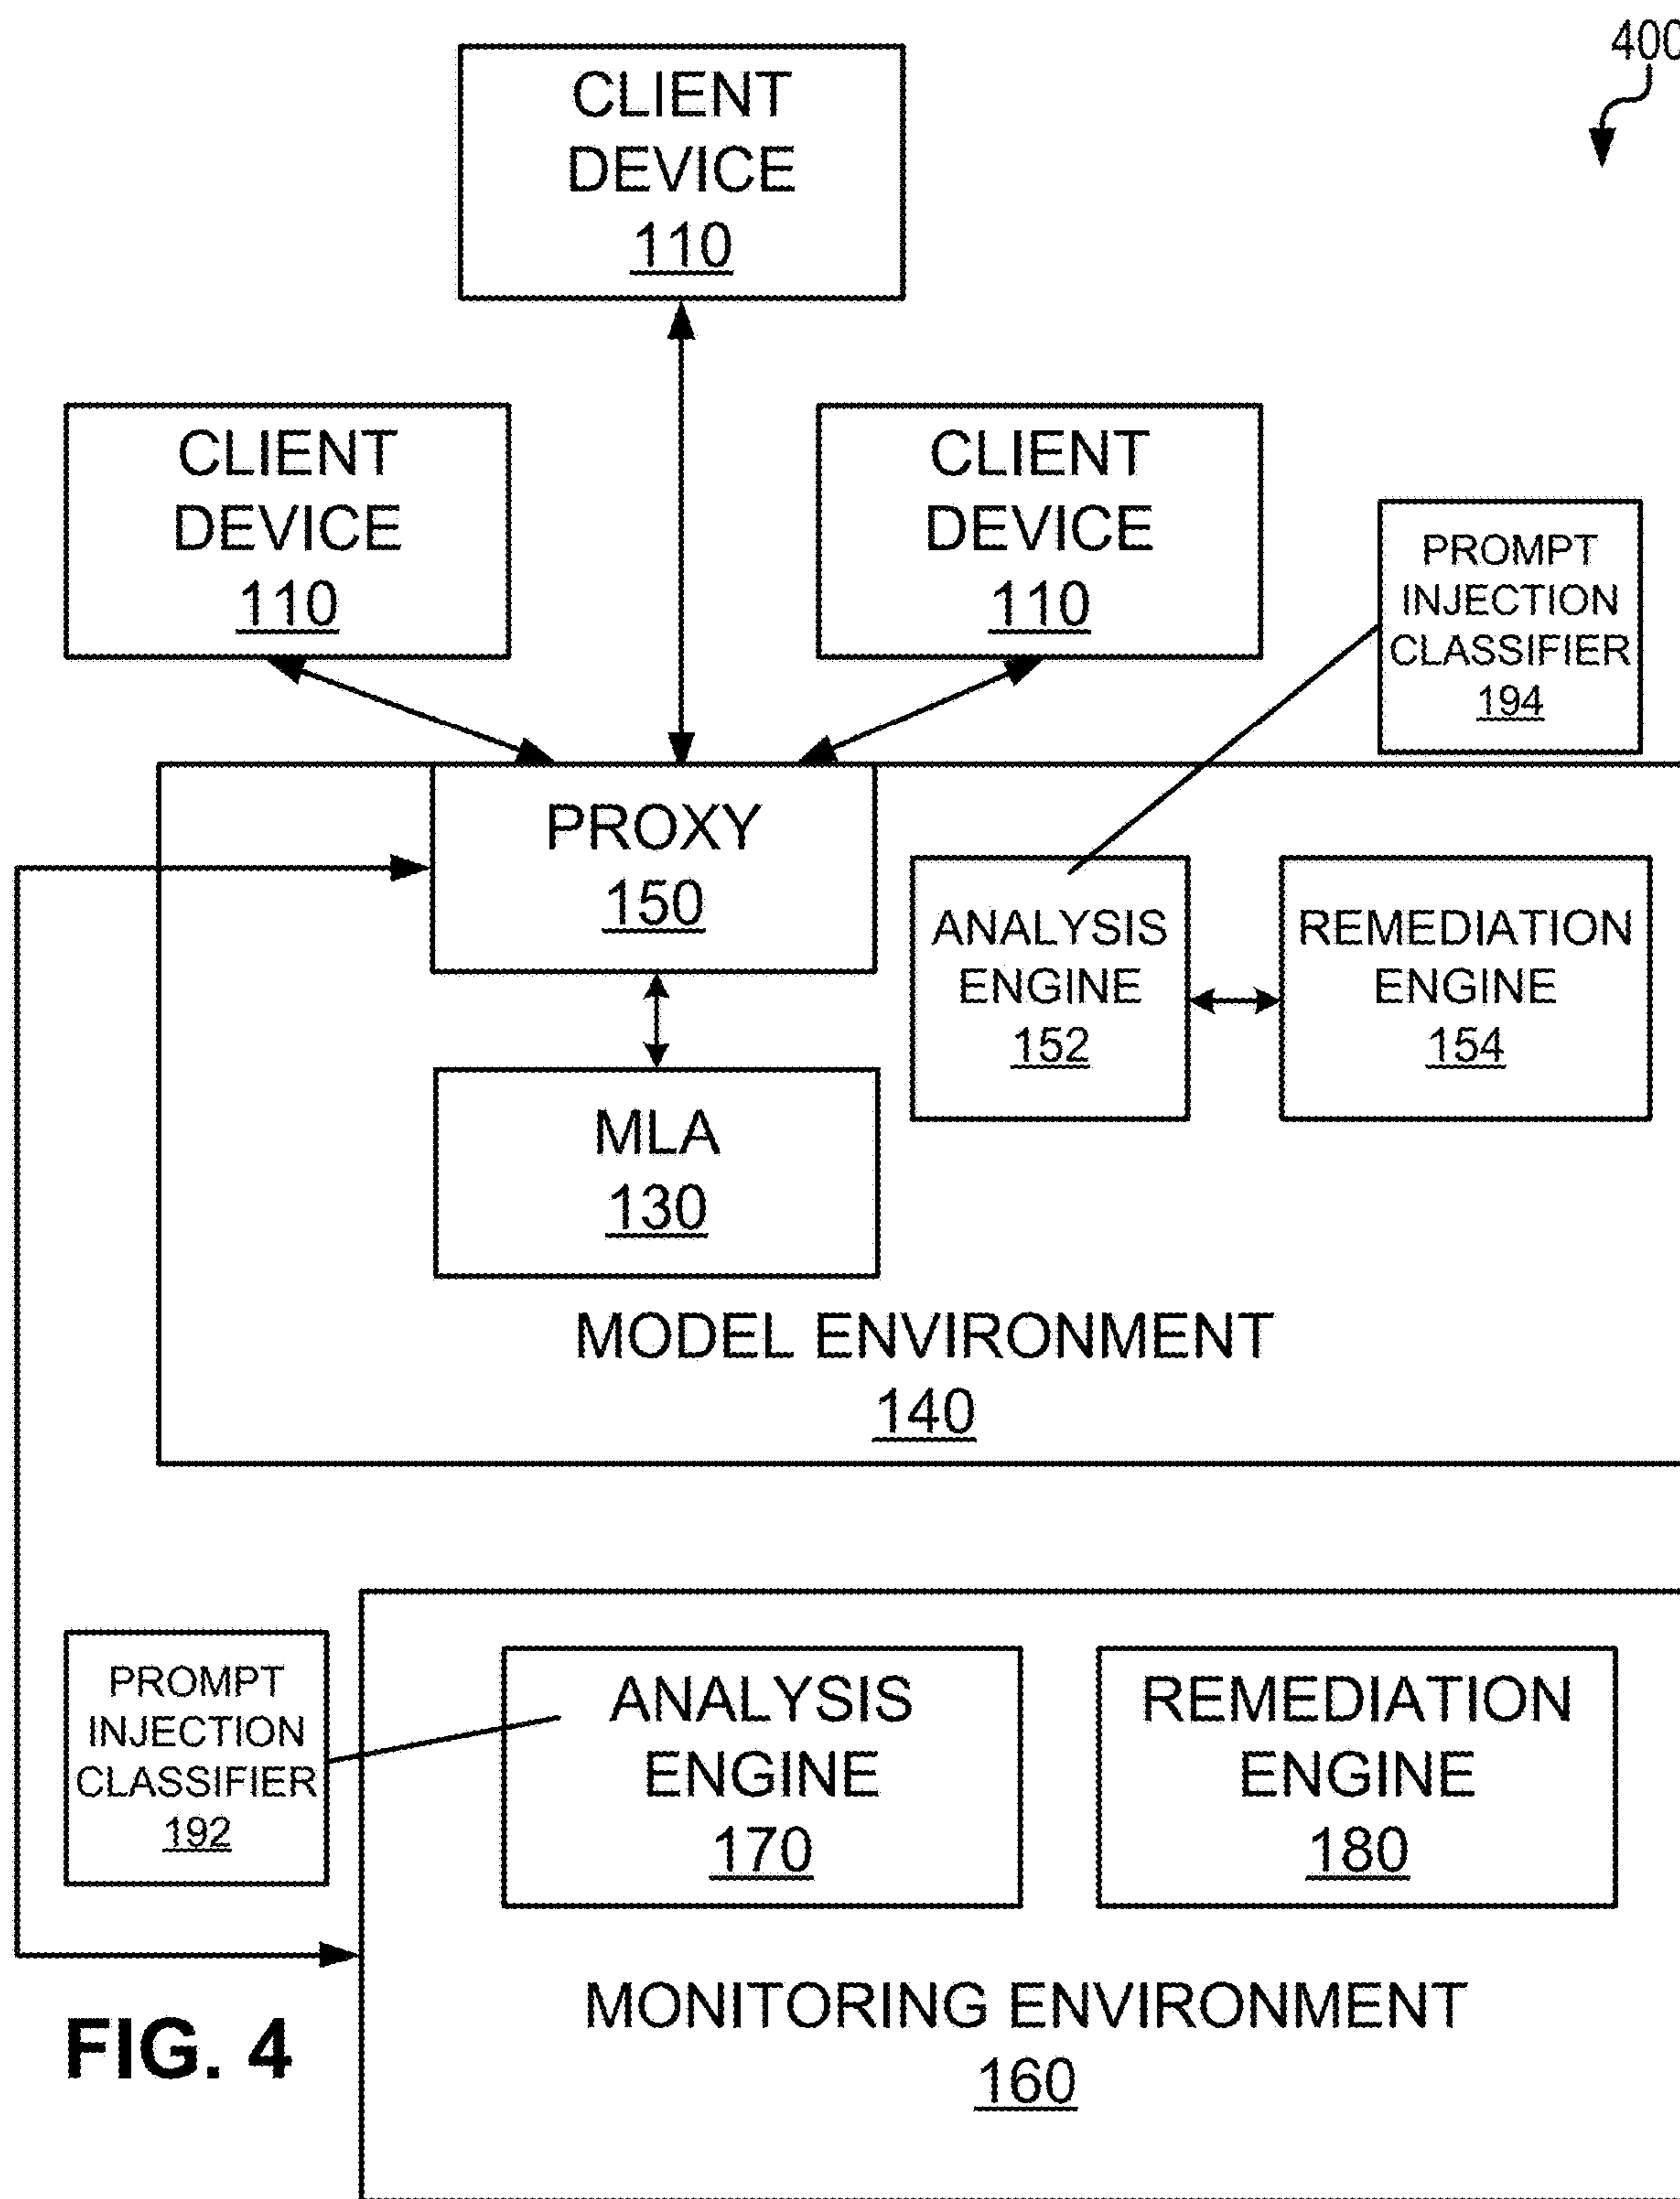 400
CLIENT
DEVICE
110
CLIENT
DEVICE
110
CLIENT
DEVICE
110
PROMPT
INJECTION
CLASSIFIER
194
PROXY
150
ANALYSIS
ENGINE
152
REMEDIATION
ENGINE
154
MLA
130
MODEL ENVIRONMENT
140
PROMPT
INJECTION
CLASSIFIER
192
ANALYSIS
ENGINE
170
REMEDIATION
ENGINE
180
MONITORING ENVIRONMENT
160
FIG. 4